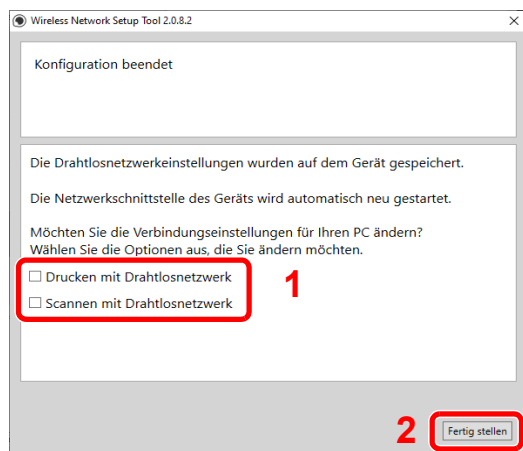 Wireless Network Setup Tool 2.0.8.2
Konfiguration beendet
Die Drahtlosnetzwerkeinstellungen wurden auf dem Gerät gespeichert.
Die Netzwerkschnittstelle des Geräts wird automatisch neu gestartet.
Möchten Sie die Verbindungseinstellungen für Ihren PC ändern?
Wählen Sie die Optionen aus, die Sie ändern möchten.
Drucken mit Drahtlosnetzwerk
1
Scannen mit Drahtlosnetzwerk
2
Fertig stellen